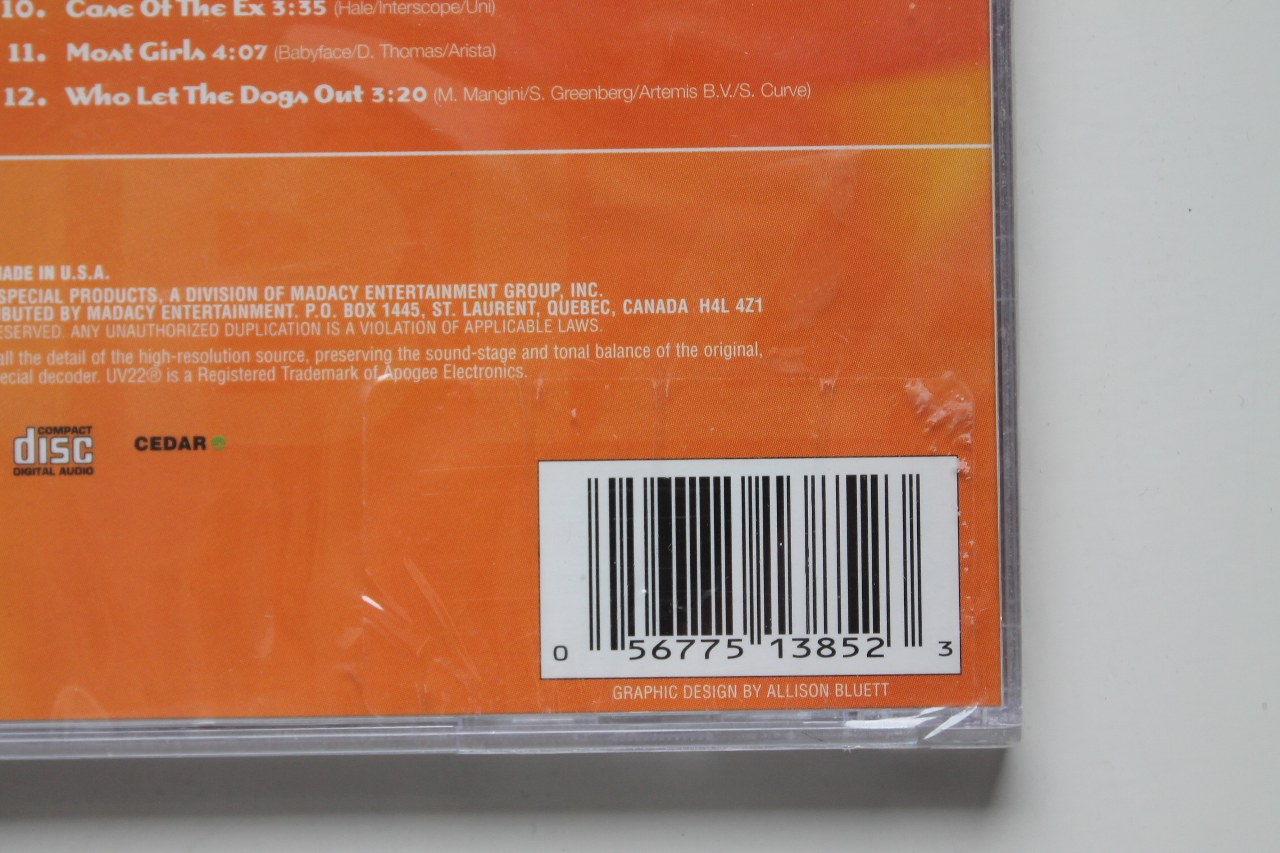 10. Case Of The Ex 3:35 (Hale/Interscope/Uni)
11. Most Girls 4:07 (Babyface/D. Thomas/Arista)
12. Who Let The Dogs Out 3:20 (M. Mangini/S. Greenberg/Artemis B.V./S. Curve)
MADE IN U.S.A.
SPECIAL PRODUCTS, A DIVISION OF MADACY ENTERTAINMENT GROUP, INC.
BUTED BY MADACY ENTERTAINMENT. P.O. BOX 1445, ST. LAURENT, QUEBEC, CANADA H4L 4Z1
ESERVED. ANY UNAUTHORIZED DUPLICATION IS A VIOLATION OF APPLICABLE LAWS.
all the detail of the high-resolution source, preserving the sound-stage and tonal balance of the original,
ecial decoder. UV22® is a Registered Trademark of Apogee Electronics.
COMPACT
disc
DIGITAL AUDIO
CEDAR
0 56775 13852 3
GRAPHIC DESIGN BY ALLISON BLUETT